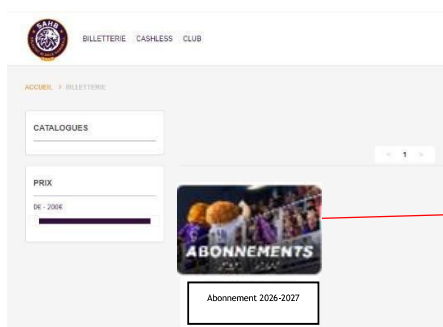 SAHB
BILLETTERIE CASHLESS CLUB
ACCUEIL > BILLETTERIE
CATALOGUES
< 1 >
PRIX
0€ - 200€
ABONNEMENTS
Abonnement 2026-2027